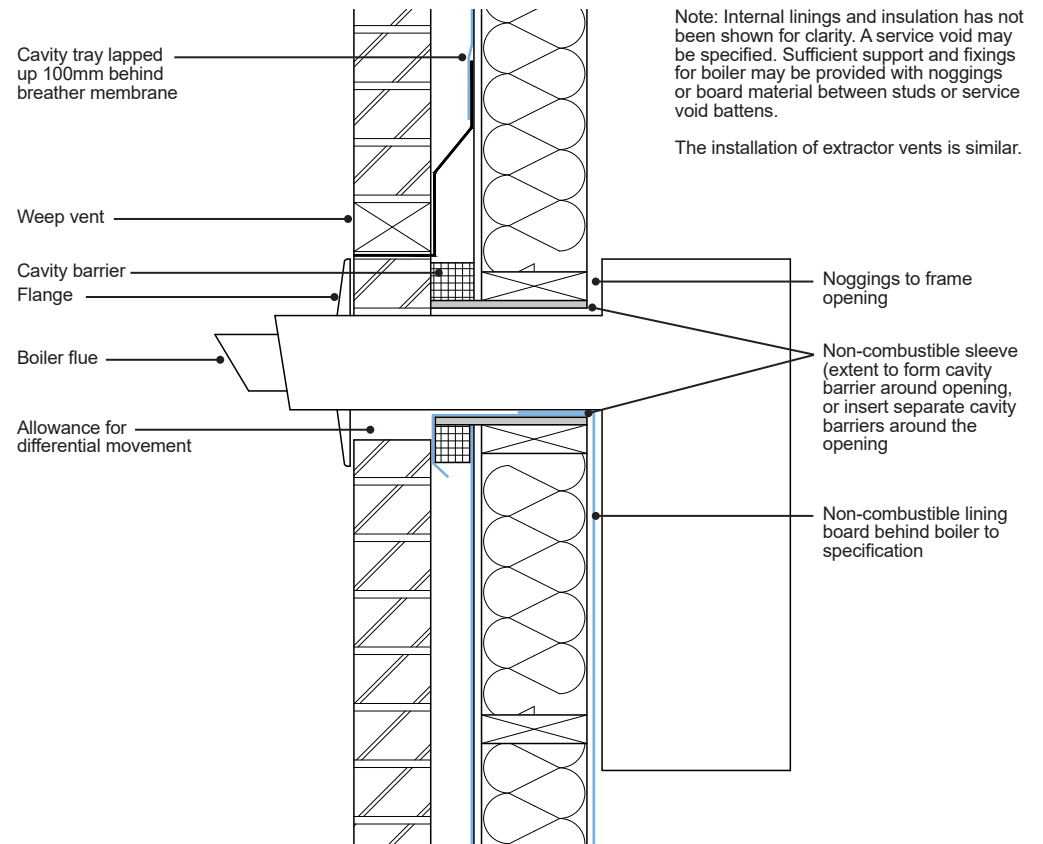 Cavity tray lapped
up 100mm behind
breather membrane
Weep vent
Cavity barrier
Flange
Boiler flue
Allowance for
differential movement
Note: Internal linings and insulation has not
been shown for clarity. A service void may
be specified. Sufficient support and fixings
for boiler may be provided with noggings
or board material between studs or service
void battens.
The installation of extractor vents is similar.
Noggings to frame
opening
Non-combustible sleeve
(extent to form cavity
barrier around opening,
or insert separate cavity
barriers around the
opening
Non-combustible lining
board behind boiler to
specification